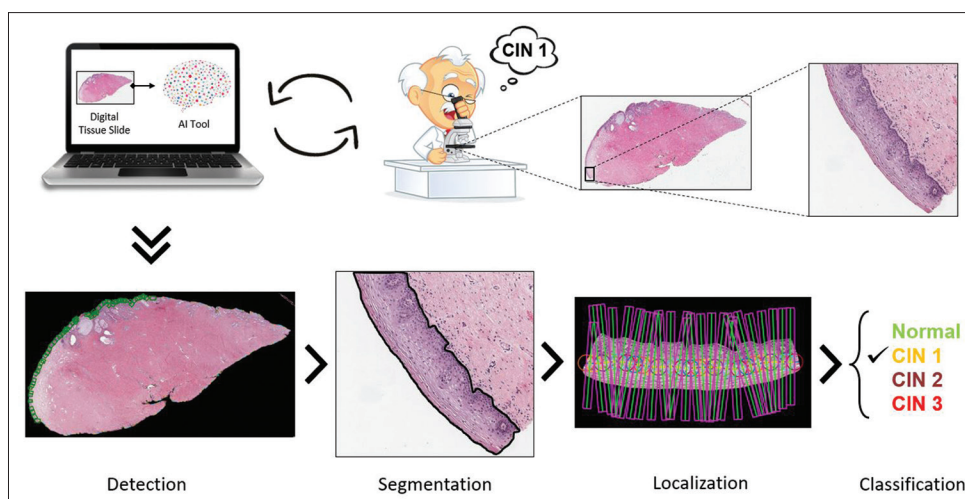 CIN 1
Digital
Tissue Slide
AI Tool
Normal
CIN 1
CIN 2
CIN 3
Detection
Segmentation
Localization
Classification